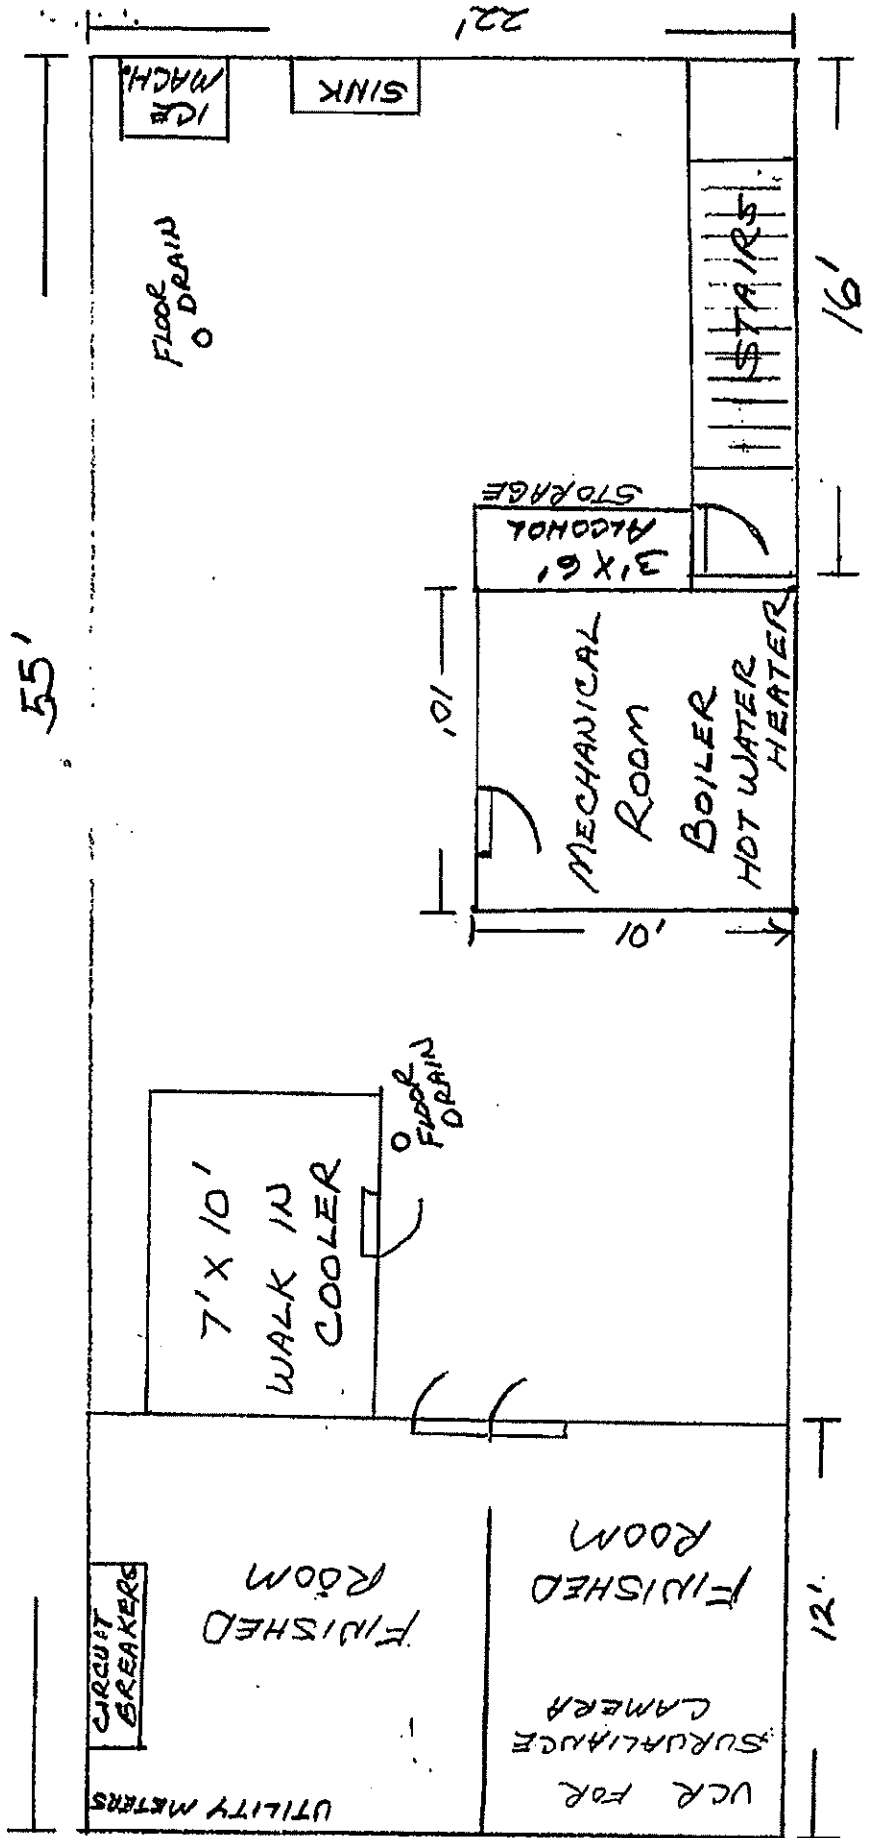 55'
22'
ICE
MACH.
SINK
FLOOR
DRAIN
STAIRS
16'
3' X 6'
ALCOHOL
STORAGE
10'
MECHANICAL
ROOM
BOILER
HOT WATER
HEATER
10'
FLOOR
DRAIN
7' X 10'
WALK IN
COOLER
CIRCUIT
BREAKERS
UTILITY METERS
FINISHED
ROOM
FINISHED
ROOM
VCR FOR
SURVALIANCE
CAMERA
12'